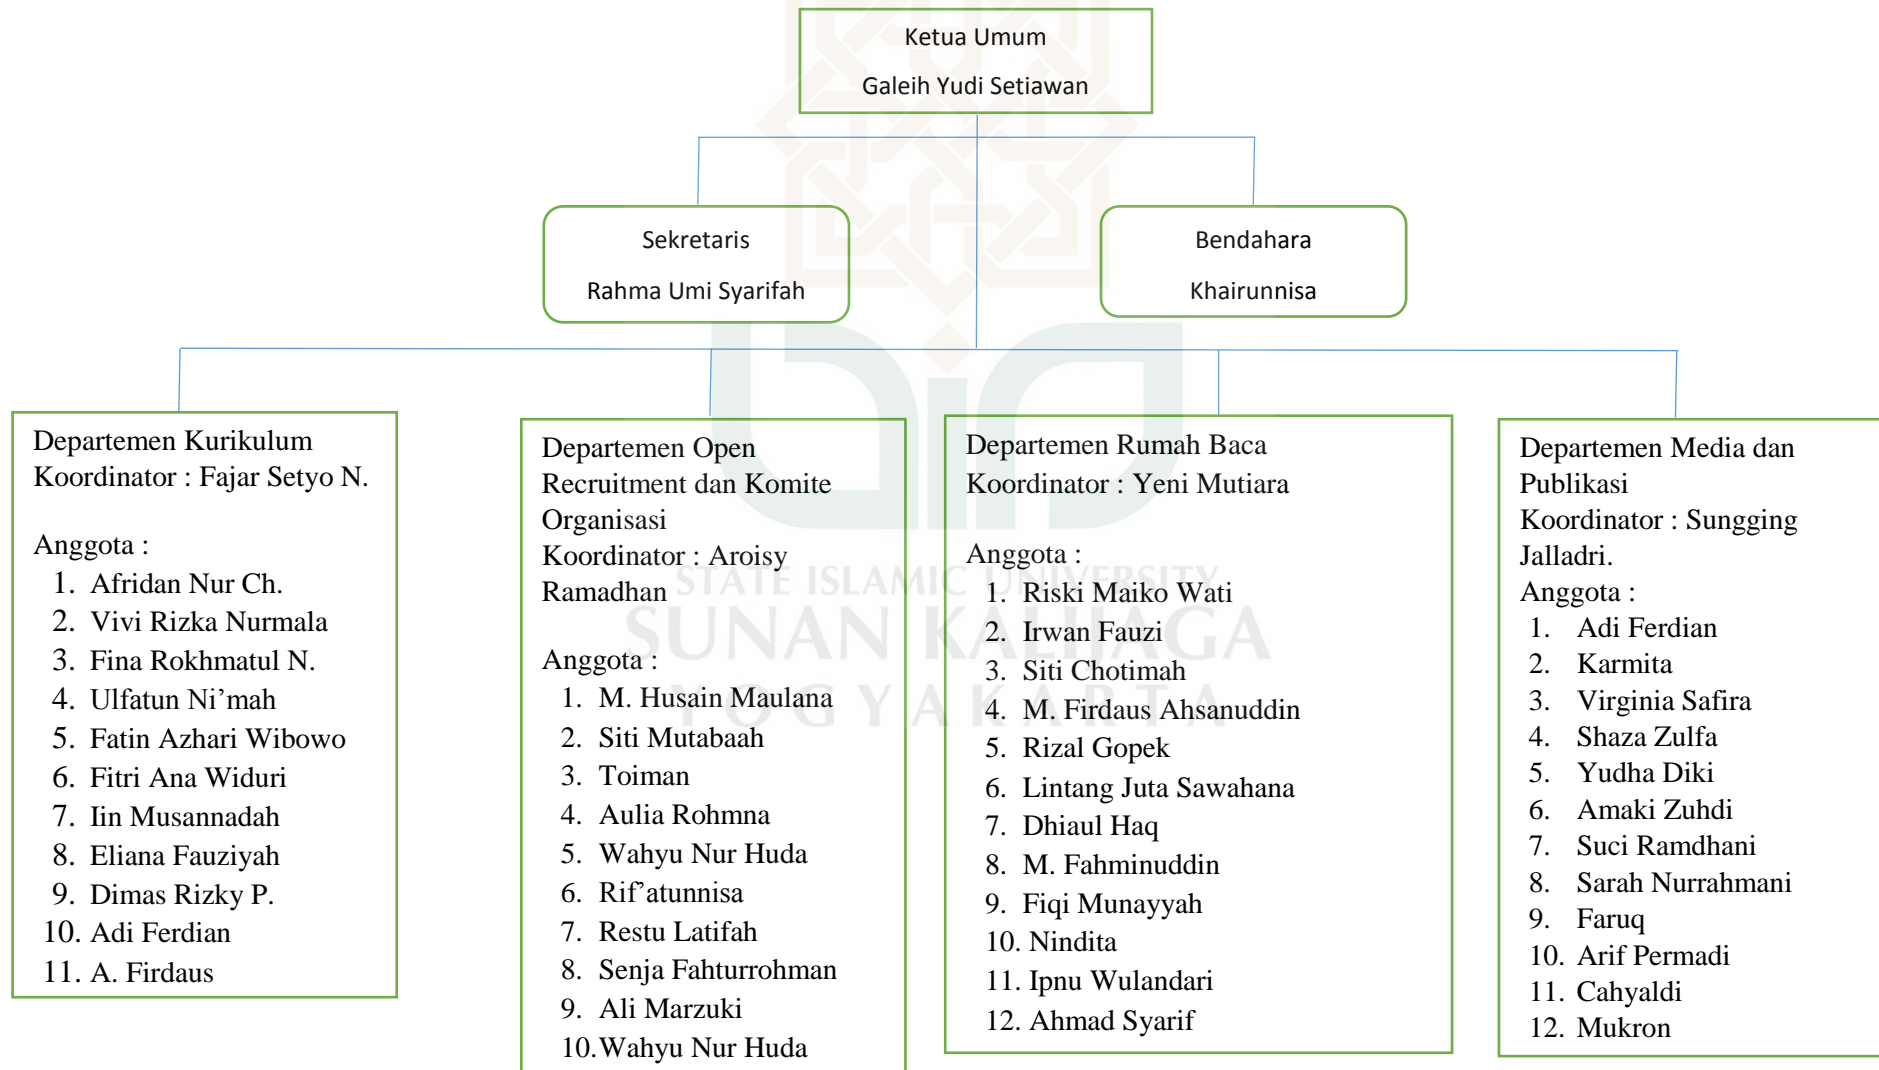 Ketua Umum
Galeih Yudi Setiawan
Sekretaris
Rahma Umi Syarifah
Bendahara
Khairunnisa
Departemen Kurikulum
Koordinator : Fajar Setyo N.
Anggota :
1. Afridan Nur Ch.
2. Vivi Rizka Nurmala
3. Fina Rokhmatul N.
4. Ulfatun Ni’mah
5. Fatin Azhari Wibowo
6. Fitri Ana Widuri
7. Iin Musannadah
8. Eliana Fauziyah
9. Dimas Rizky P.
10. Adi Ferdian
11. A. Firdaus
Departemen Open
Recruitment dan Komite
Organisasi
Koordinator : Aroisy
Ramadhan
Anggota :
1. M. Husain Maulana
2. Siti Mutabaah
3. Toiman
4. Aulia Rohmna
5. Wahyu Nur Huda
6. Rif’atunnisa
7. Restu Latifah
8. Senja Fahturrohman
9. Ali Marzuki
10. Wahyu Nur Huda
Departemen Rumah Baca
Koordinator : Yeni Mutiara
Anggota :
1. Riski Maiko Wati
2. Irwan Fauzi
3. Siti Chotimah
4. M. Firdaus Ahsanuddin
5. Rizal Gopek
6. Lintang Juta Sawahana
7. Dhiaul Haq
8. M. Fahminuddin
9. Fiqi Munayyah
10. Nindita
11. Ipnu Wulandari
12. Ahmad Syarif
Departemen Media dan
Publikasi
Koordinator : Sungging
Jalladri.
Anggota :
1. Adi Ferdian
2. Karmita
3. Virginia Safira
4. Shaza Zulfa
5. Yudha Diki
6. Amaki Zuhdi
7. Suci Ramdhani
8. Sarah Nurrahmani
9. Faruq
10. Arif Permadi
11. Cahyaldi
12. Mukron
STATE ISLAMIC UNIVERSITY
SUNAN KALIJAGA
YOGYAKARTA